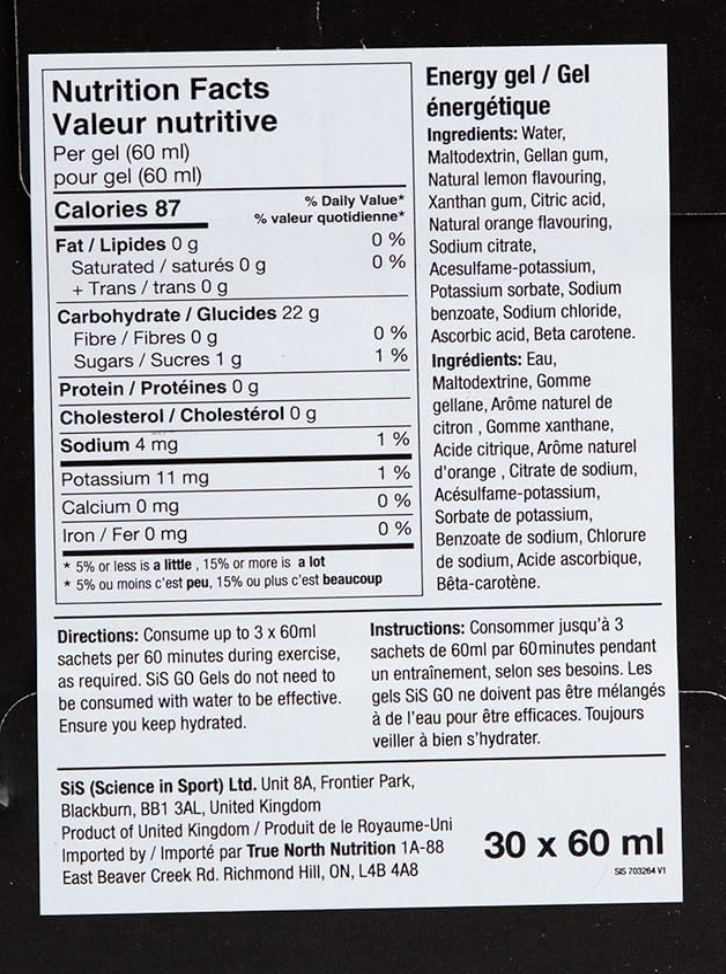 Nutrition Facts
Valeur nutritive
Per gel (60 ml)
pour gel (60 ml)
Calories 87
% Daily Value*
% valeur quotidienne*
Fat / Lipides 0 g 0 %
Saturated / saturés 0 g 0 %
+ Trans / trans 0 g
Carbohydrate / Glucides 22 g
Fibre / Fibres 0 g 0 %
Sugars / Sucres 1 g 1 %
Protein / Protéines 0 g
Cholesterol / Cholestérol 0 g
Sodium 4 mg 1 %
Potassium 11 mg 1 %
Calcium 0 mg 0 %
Iron / Fer 0 mg 0 %
* 5% or less is a little , 15% or more is a lot
* 5% ou moins c'est peu, 15% ou plus c'est beaucoup
Energy gel / Gel
énergétique
Ingredients: Water,
Maltodextrin, Gellan gum,
Natural lemon flavouring,
Xanthan gum, Citric acid,
Natural orange flavouring,
Sodium citrate,
Acesulfame-potassium,
Potassium sorbate, Sodium
benzoate, Sodium chloride,
Ascorbic acid, Beta carotene.
Ingrédients: Eau,
Maltodextrine, Gomme
gellane, Arôme naturel de
citron , Gomme xanthane,
Acide citrique, Arôme naturel
d'orange , Citrate de sodium,
Acésulfame-potassium,
Sorbate de potassium,
Benzoate de sodium, Chlorure
de sodium, Acide ascorbique,
Bêta-carotène.
Directions: Consume up to 3 x 60ml
sachets per 60 minutes during exercise,
as required. SiS GO Gels do not need to
be consumed with water to be effective.
Ensure you keep hydrated.
Instructions: Consommer jusqu'à 3
sachets de 60ml par 60minutes pendant
un entraînement, selon ses besoins. Les
gels SiS GO ne doivent pas être mélangés
à de l'eau pour être efficaces. Toujours
veiller à bien s'hydrater.
SiS (Science in Sport) Ltd. Unit 8A, Frontier Park,
Blackburn, BB1 3AL, United Kingdom
Product of United Kingdom / Produit de le Royaume-Uni
Imported by / Importé par True North Nutrition 1A-88
East Beaver Creek Rd. Richmond Hill, ON, L4B 4A8
30 x 60 ml
SiS 703264 V1